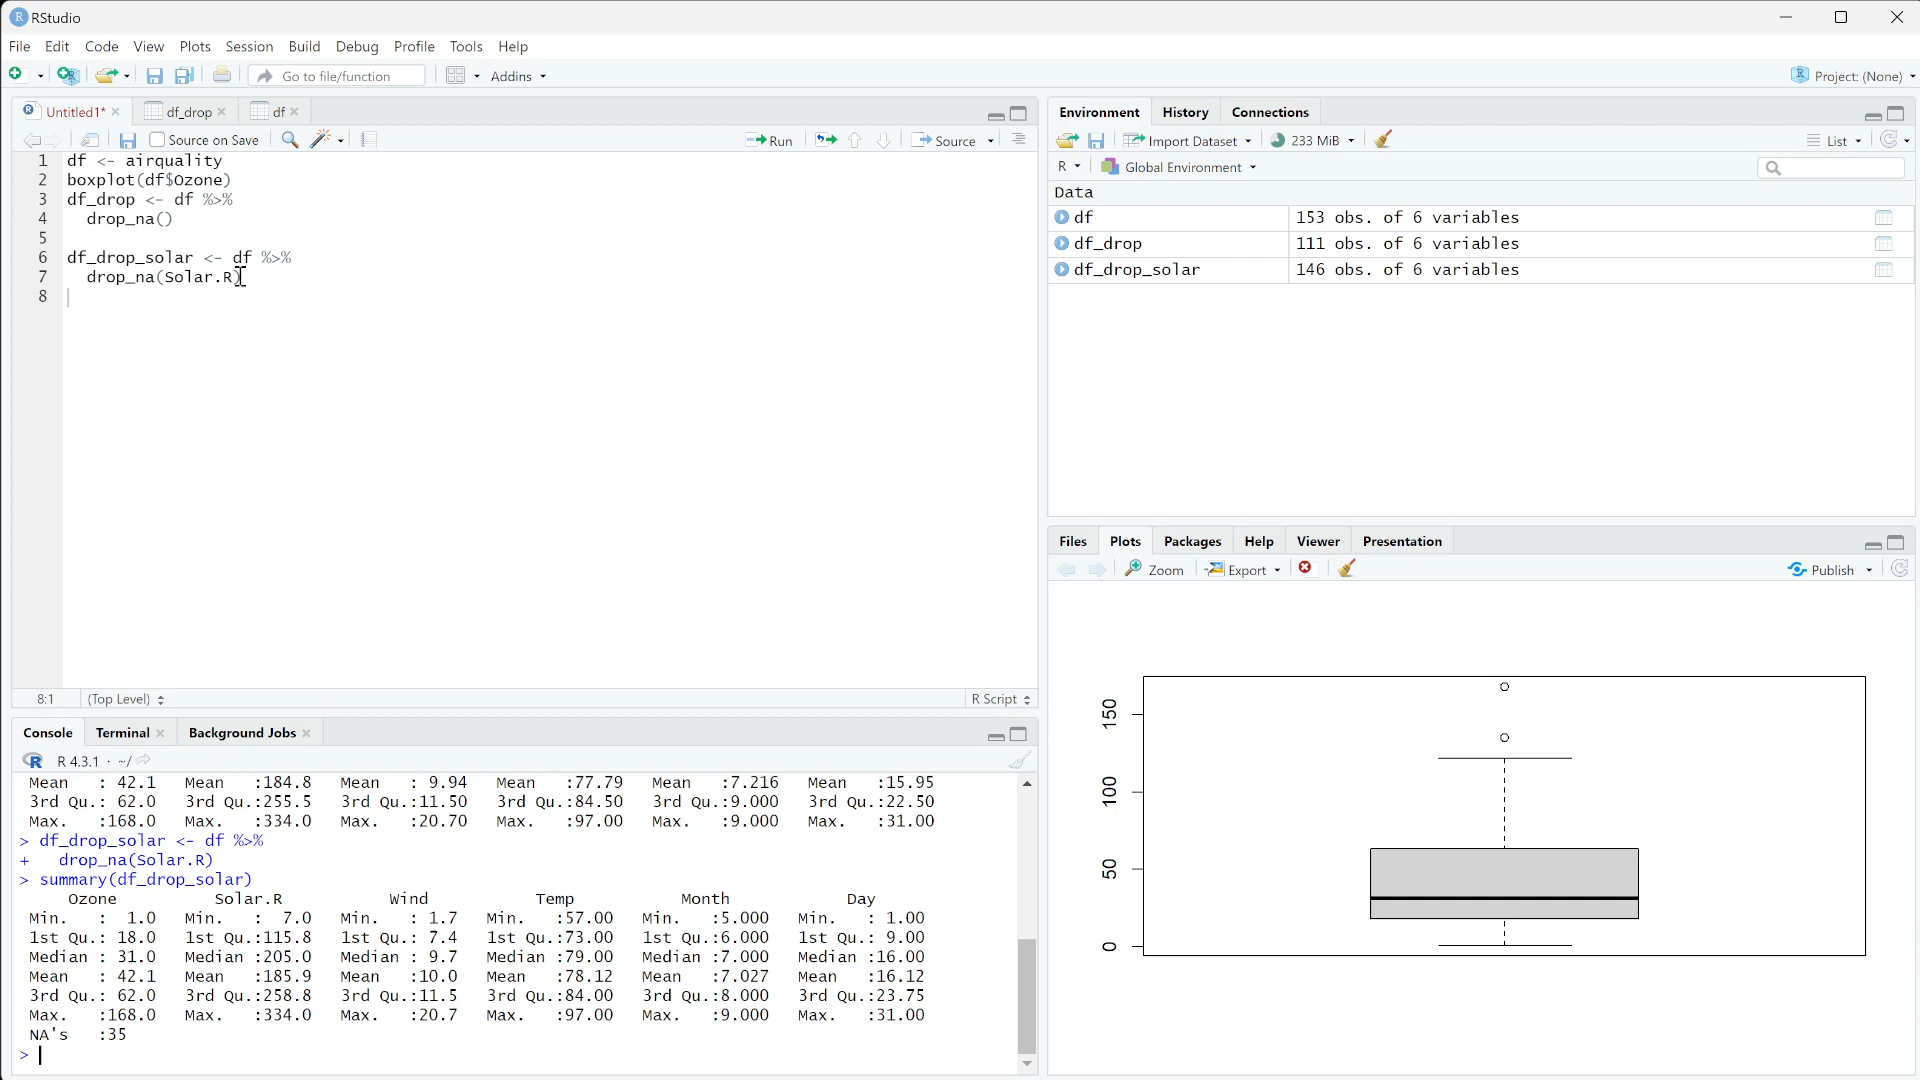 RStudio
File Edit Code View Plots Session Build Debug Profile Tools Help
Go to file/function Addins Project: (None)
Untitled1* df_drop df
Source on Save Run Source
1 df <- airquality
2 boxplot(df$Ozone)
3 df_drop <- df %>%
4 drop_na()
5
6 df_drop_solar <- df %>%
7 drop_na(Solar.R)
8
8:1 (Top Level) R Script
Console Terminal Background Jobs
R 4.3.1 · ~/
Mean : 42.1 Mean :184.8 Mean : 9.94 Mean :77.79 Mean :7.216 Mean :15.95
3rd Qu.: 62.0 3rd Qu.:255.5 3rd Qu.:11.50 3rd Qu.:84.50 3rd Qu.:9.000 3rd Qu.:22.50
Max. :168.0 Max. :334.0 Max. :20.70 Max. :97.00 Max. :9.000 Max. :31.00
> df_drop_solar <- df %>%
+ drop_na(Solar.R)
> summary(df_drop_solar)
Ozone Solar.R Wind Temp Month Day
Min. : 1.0 Min. : 7.0 Min. : 1.7 Min. :57.00 Min. :5.000 Min. : 1.00
1st Qu.: 18.0 1st Qu.:115.8 1st Qu.: 7.4 1st Qu.:73.00 1st Qu.:6.000 1st Qu.: 9.00
Median : 31.0 Median :205.0 Median : 9.7 Median :79.00 Median :7.000 Median :16.00
Mean : 42.1 Mean :185.9 Mean :10.0 Mean :78.12 Mean :7.027 Mean :16.12
3rd Qu.: 62.0 3rd Qu.:258.8 3rd Qu.:11.5 3rd Qu.:84.00 3rd Qu.:8.000 3rd Qu.:23.75
Max. :168.0 Max. :334.0 Max. :20.7 Max. :97.00 Max. :9.000 Max. :31.00
NA's :35
>
Environment History Connections
Import Dataset 233 MiB List
R Global Environment
Data
df 153 obs. of 6 variables
df_drop 111 obs. of 6 variables
df_drop_solar 146 obs. of 6 variables
Files Plots Packages Help Viewer Presentation
Zoom Export Publish
150
100
50
0